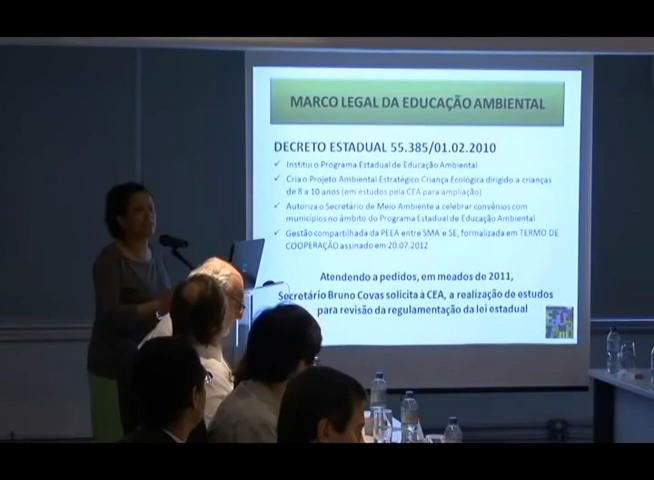 MARCO LEGAL DA EDUCAÇÃO AMBIENTAL
DECRETO ESTADUAL 55.385/01.02.2010
✓ Institui o Programa Estadual de Educação Ambiental
✓ Cria o Projeto Ambiental Estratégico Criança Ecológica dirigido a crianças
de 8 a 10 anos (em estudos pela CEA para ampliação)
✓ Autoriza o Secretário de Meio Ambiente a celebrar convênios com
municípios no âmbito do Programa Estadual de Educação Ambiental
✓ Gestão compartilhada da PEEA entre SMA e SE, formalizada em TERMO DE
COOPERAÇÃO assinado em 20.07.2012
Atendendo a pedidos, em meados de 2011,
Secretário Bruno Covas solicita à CEA, a realização de estudos
para revisão da regulamentação da lei estadual